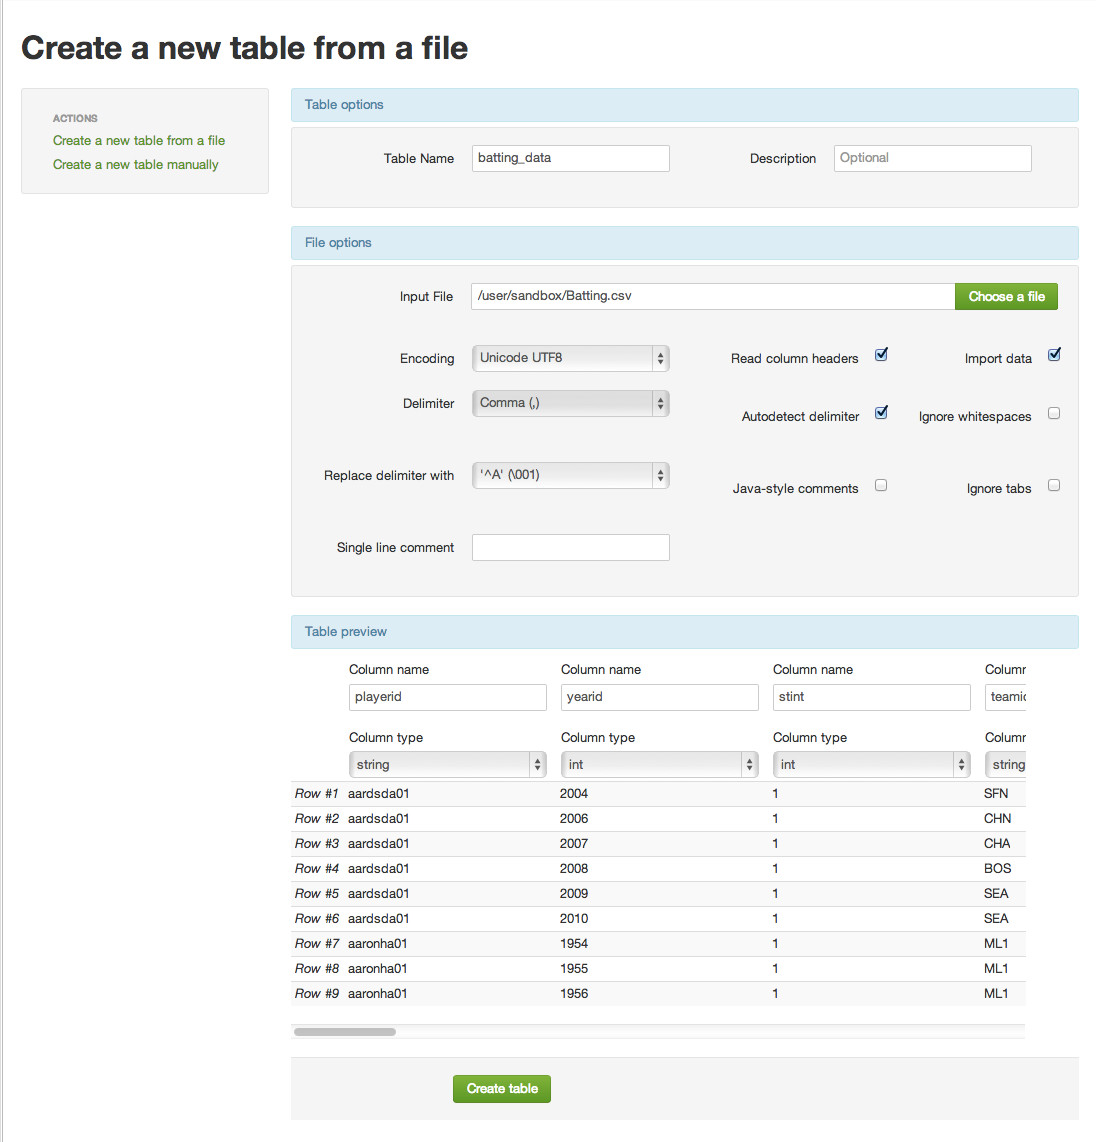 Create a new table from a file
ACTIONS
Create a new table from a file
Create a new table manually
Table options
Table Name batting_data Description Optional
File options
Input File /user/sandbox/Batting.csv Choose a file
Encoding Unicode UTF8 Read column headers Import data
Delimiter Comma (,)
Autodetect delimiter Ignore whitespaces
Replace delimiter with '^A' (\001)
Java-style comments Ignore tabs
Single line comment
Table preview
Column name Column name Column name Column
playerid yearid stint teamid
Column type Column type Column type Column
string int int string
Row #1 aardsda01 2004 1 SFN
Row #2 aardsda01 2006 1 CHN
Row #3 aardsda01 2007 1 CHA
Row #4 aardsda01 2008 1 BOS
Row #5 aardsda01 2009 1 SEA
Row #6 aardsda01 2010 1 SEA
Row #7 aaronha01 1954 1 ML1
Row #8 aaronha01 1955 1 ML1
Row #9 aaronha01 1956 1 ML1
Create table